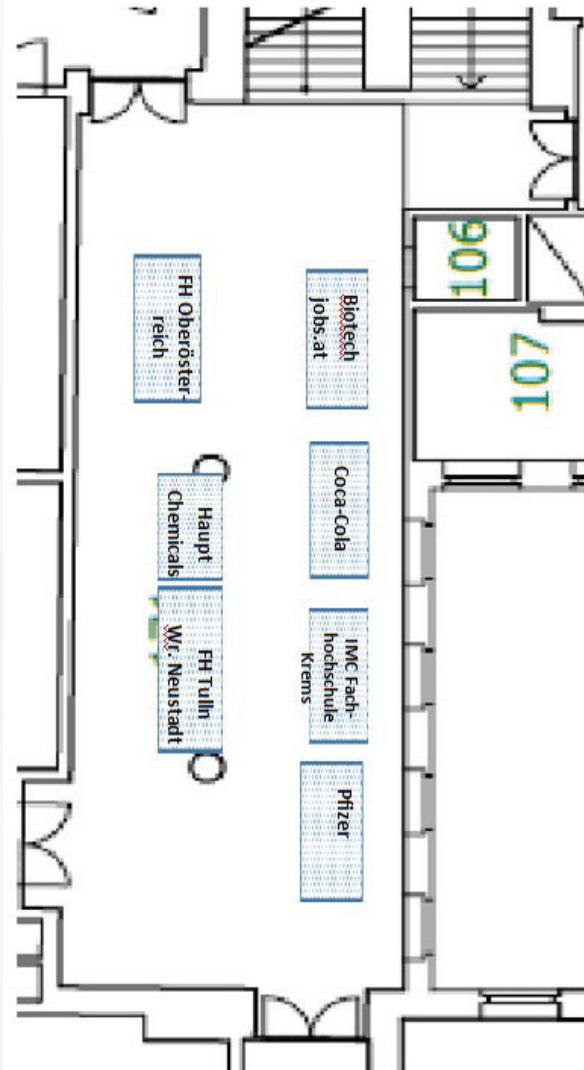 106
107
FH Oberöster-
reich
Biotech
jobs.at
Haupt
Chemicals
Coca-Cola
FH Tulln
Wr. Neustadt
IMC Fach-
hochschule
Krems
Pfizer